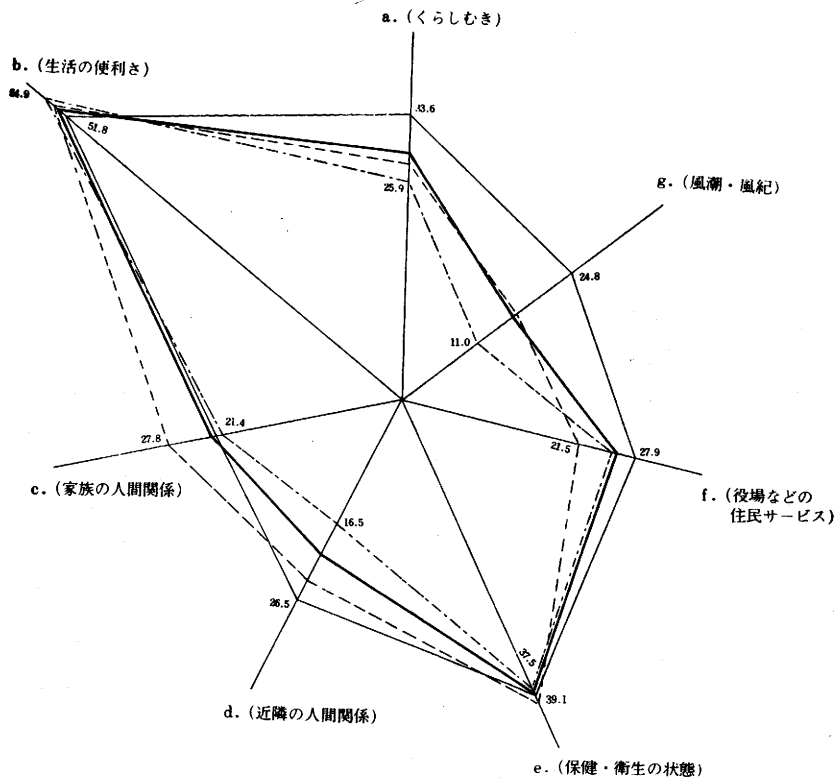 a. (くらしむき)
b. (生活の便利さ)
51.8
25.9
g. (風潮・風紀)
24.8
11.0
21.4
27.8
c. (家族の人間関係)
21.5
27.9
f. (役場などの
住民サービス)
16.5
26.5
d. (近隣の人間関係)
37.5
39.1
e. (保健・衛生の状態)